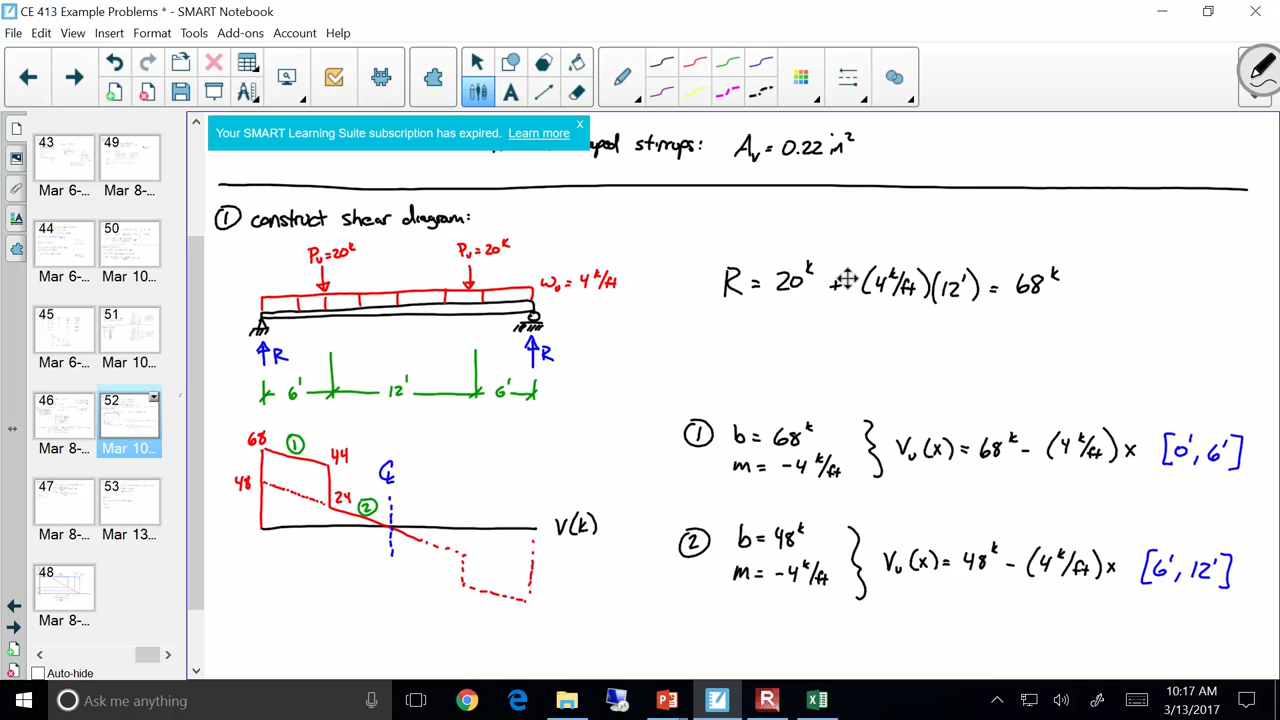 CE 413 Example Problems * - SMART Notebook
File Edit View Insert Format Tools Add-ons Account Help
Your SMART Learning Suite subscription has expired. Learn more
x
stirrups: Av = 0.22 in²
① construct shear diagram:
Pu=20k
Pu=20k
ωu = 4k/ft
R
R
6'
12'
6'
R = 20k + (4k/ft)(12') = 68k
68
①
44
48
24
②
℄
V(k)
① b = 68k
m = -4k/ft
Vu(x) = 68k - (4k/ft)x [0', 6']
② b = 48k
m = -4k/ft
Vu(x) = 48k - (4k/ft)x [6', 12']
43
Mar 6-...
49
Mar 8-...
44
Mar 6-...
50
Mar 10...
45
Mar 6-...
51
Mar 10...
46
Mar 8-...
52
Mar 10...
47
Mar 8-...
53
Mar 13...
48
Mar 8-...
Auto-hide
Ask me anything
10:17 AM
3/13/2017